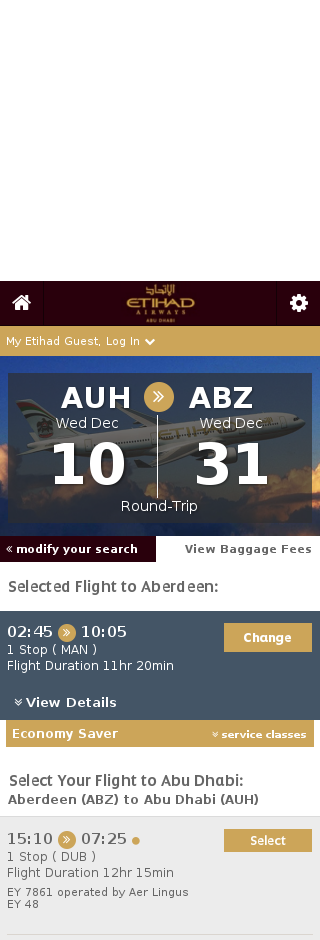 الإتحاد
ETIHAD
AIRWAYS
ABU DHABI
My Etihad Guest, Log In
AUH ABZ
Wed Dec Wed Dec
10 31
Round-Trip
« modify your search View Baggage Fees
Selected Flight to Aberdeen:
02:45 10:05 Change
1 Stop ( MAN )
Flight Duration 11hr 20min
View Details
Economy Saver service classes
Select Your Flight to Abu Dhabi:
Aberdeen (ABZ) to Abu Dhabi (AUH)
15:10 07:25 Select
1 Stop ( DUB )
Flight Duration 12hr 15min
EY 7861 operated by Aer Lingus
EY 48